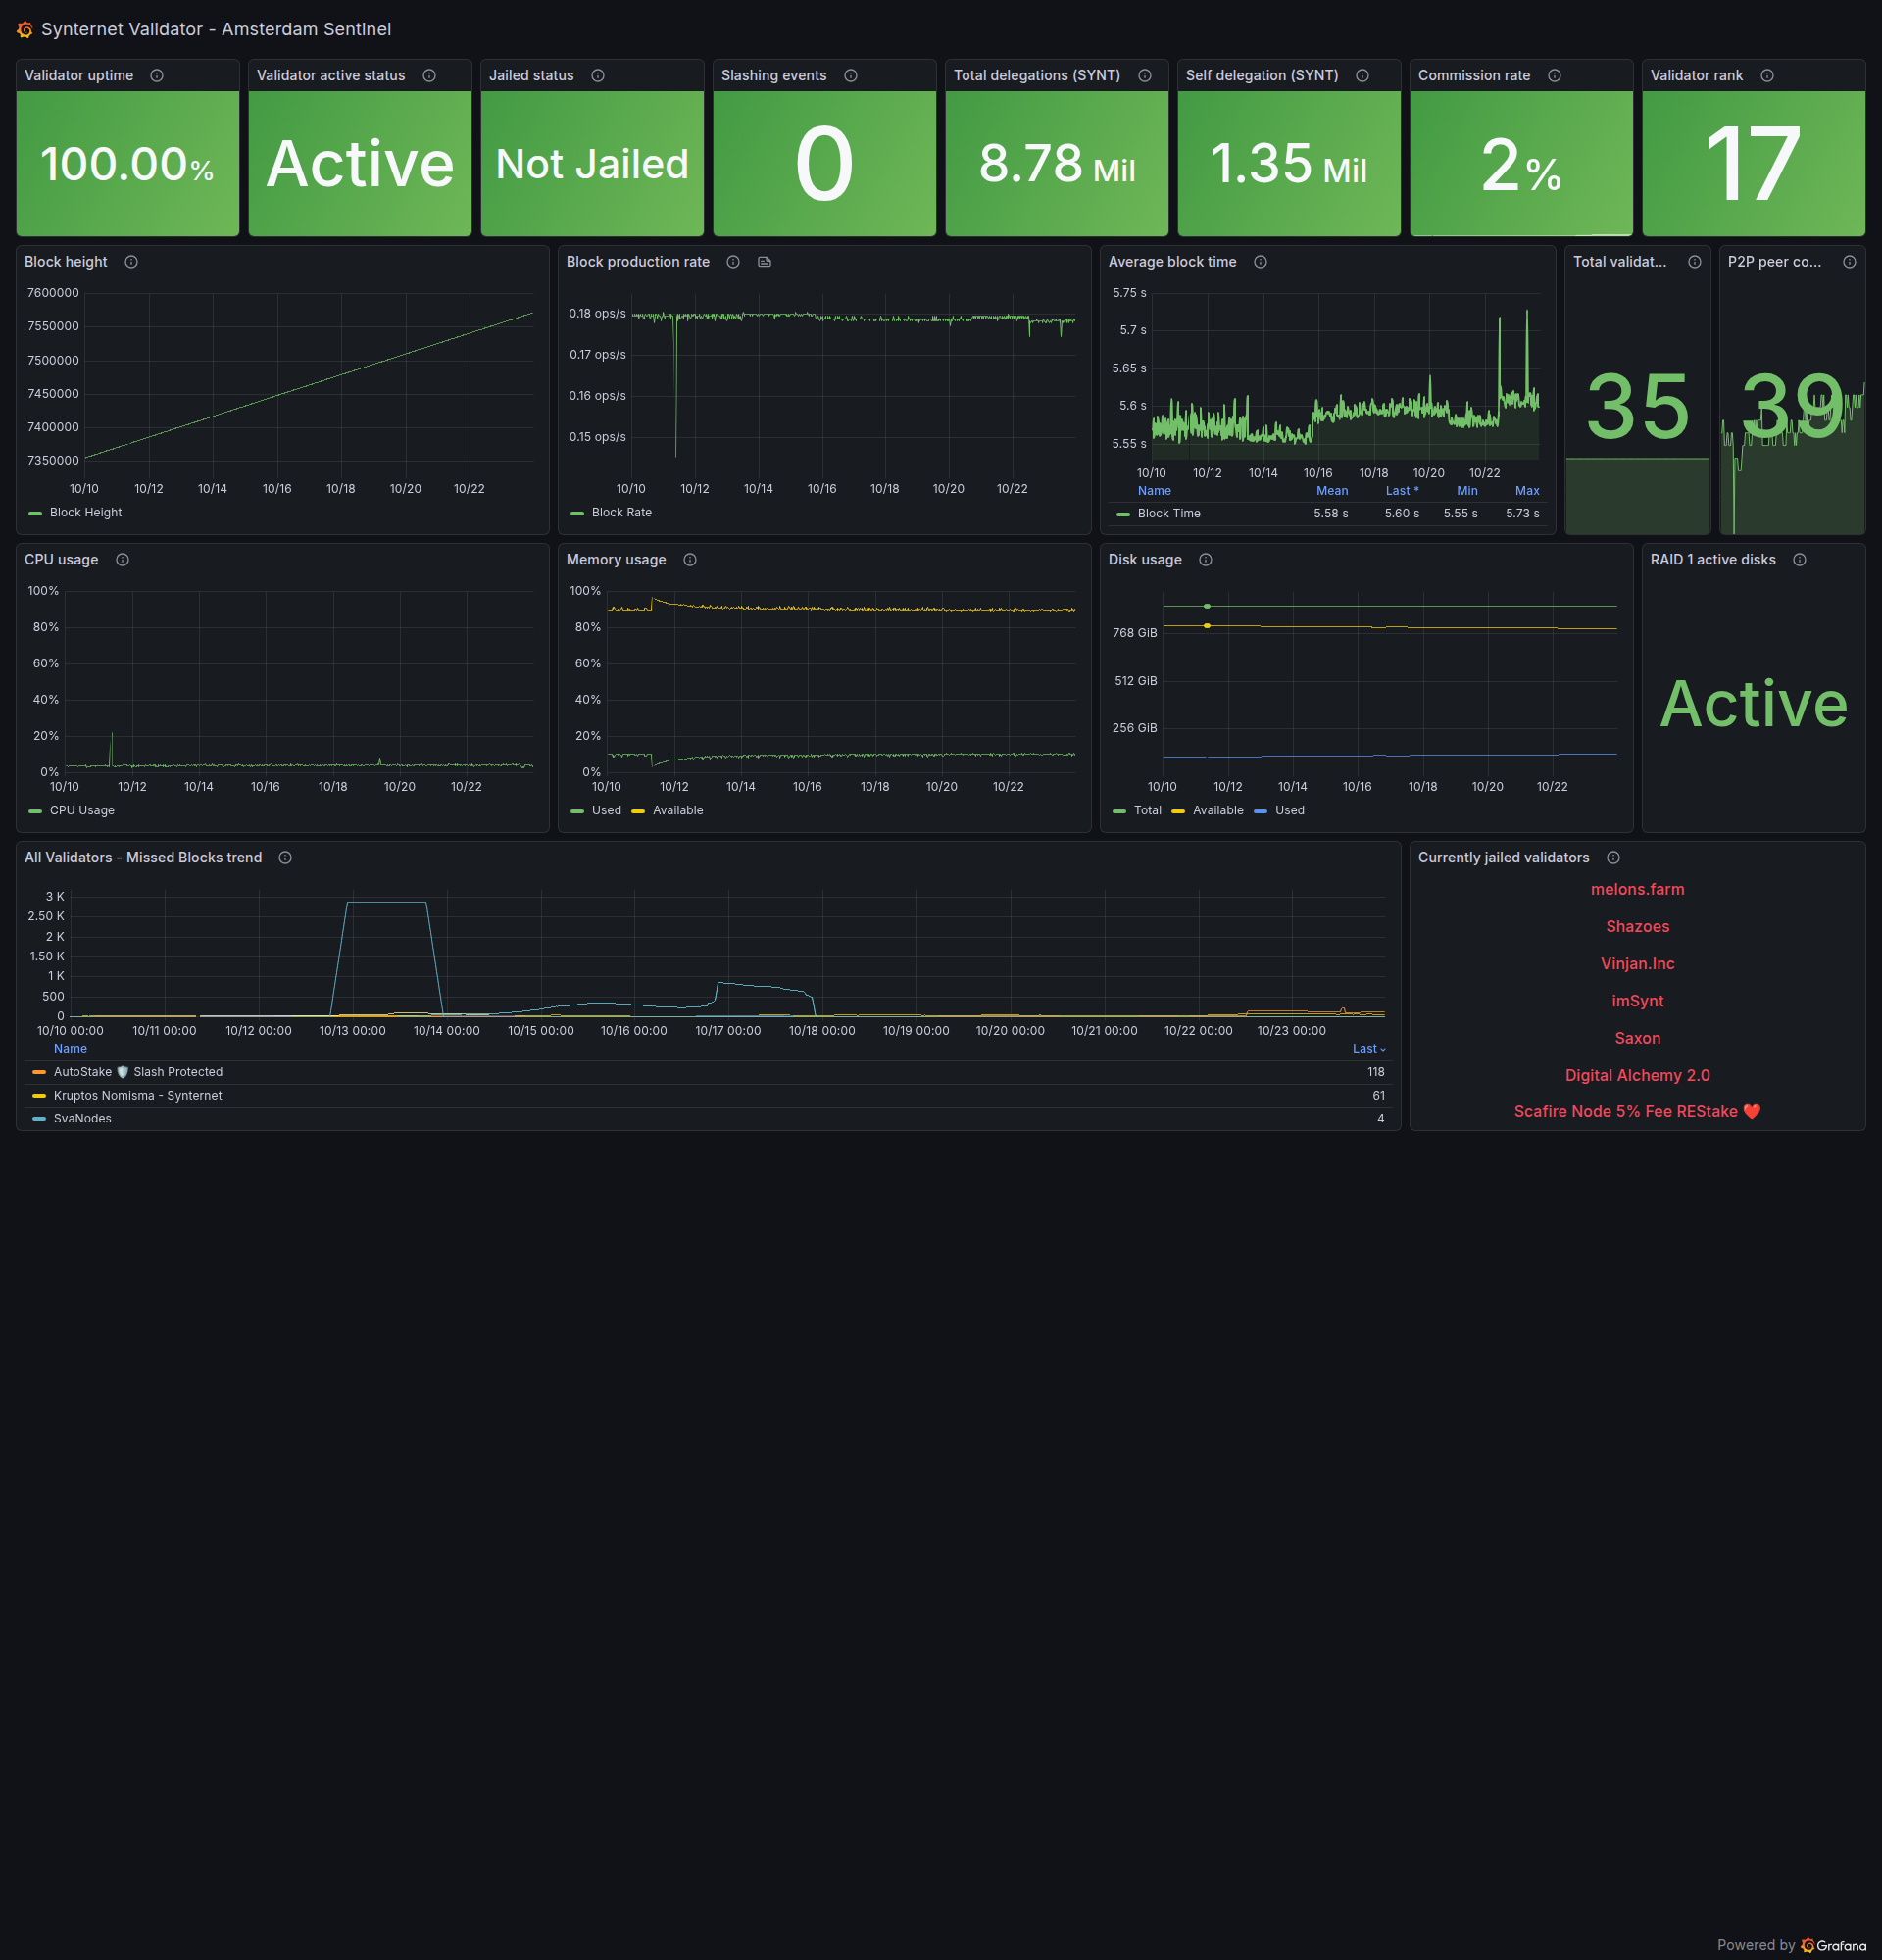 Synternet Validator - Amsterdam Sentinel
Validator uptime
100.00%
Validator active status
Active
Jailed status
Not Jailed
Slashing events
0
Total delegations (SYNT)
8.78 Mil
Self delegation (SYNT)
1.35 Mil
Commission rate
2%
Validator rank
17
Block height
7600000
7550000
7500000
7450000
7400000
7350000
10/10 10/12 10/14 10/16 10/18 10/20 10/22
Block Height
Block production rate
0.18 ops/s
0.17 ops/s
0.16 ops/s
0.15 ops/s
10/10 10/12 10/14 10/16 10/18 10/20 10/22
Block Rate
Average block time
5.75 s
5.7 s
5.65 s
5.6 s
5.55 s
10/10 10/12 10/14 10/16 10/18 10/20 10/22
Name Mean Last * Min Max
Block TIme 5.58 s 5.60 s 5.55 s 5.73 s
Total validat...
35
P2P peer co...
39
CPU usage
100%
80%
60%
40%
20%
0%
10/10 10/12 10/14 10/16 10/18 10/20 10/22
CPU Usage
Memory usage
100%
80%
60%
40%
20%
0%
10/10 10/12 10/14 10/16 10/18 10/20 10/22
Used Available
Disk usage
768 GiB
512 GiB
256 GiB
10/10 10/12 10/14 10/16 10/18 10/20 10/22
Total Available Used
RAID 1 active disks
Active
All Validators - Missed Blocks trend
3 K
2.50 K
2 K
1.50 K
1 K
500
0
10/10 00:00 10/11 00:00 10/12 00:00 10/13 00:00 10/14 00:00 10/15 00:00 10/16 00:00 10/17 00:00 10/18 00:00 10/19 00:00 10/20 00:00 10/21 00:00 10/22 00:00 10/23 00:00
Name Last
AutoStake 🛡️ Slash Protected 118
Kruptos Nomisma - Synternet 61
SvaNodes 4
Currently jailed validators
melons.farm
Shazoes
Vinjan.Inc
imSynt
Saxon
Digital Alchemy 2.0
Scafire Node 5% Fee REStake ❤️
Powered by Grafana